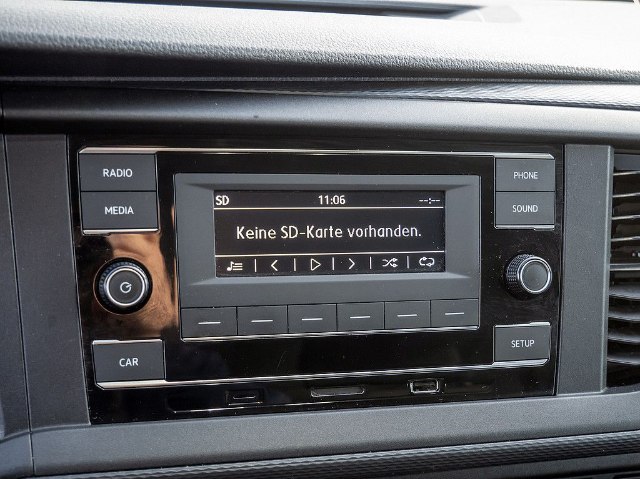 RADIO
MEDIA
CAR
SD 11:06 --:--
Keine SD-Karte vorhanden.
PHONE
SOUND
SETUP